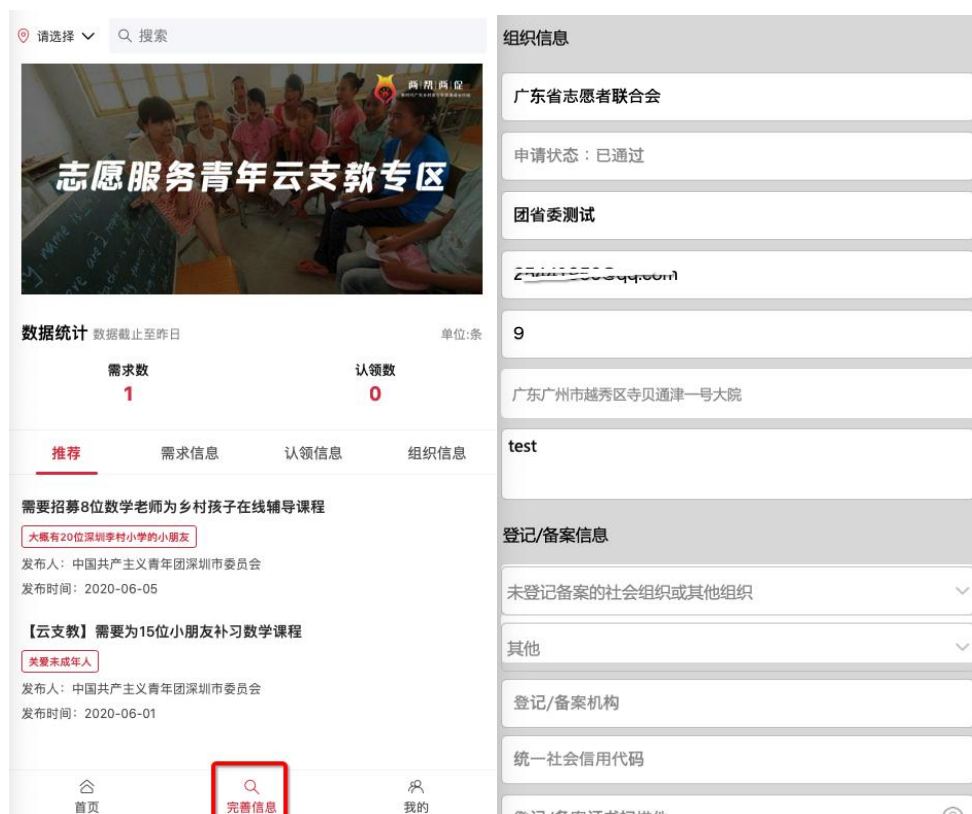 请选择
搜索
两帮两促
志愿服务青年云支教专区
数据统计 数据截止至昨日 单位:条
需求数 认领数
1 0
推荐 需求信息 认领信息 组织信息
需要招募8位数学老师为乡村孩子在线辅导课程
大概有20位深圳李村小学的小朋友
发布人：中国共产主义青年团深圳市委员会
发布时间：2020-06-05
【云支教】需要为15位小朋友补习数学课程
关爱未成年人
发布人：中国共产主义青年团深圳市委员会
发布时间：2020-06-01
首页 完善信息 我的
组织信息
广东省志愿者联合会
申请状态：已通过
团省委测试
9
广东广州市越秀区寺贝通津一号大院
test
登记/备案信息
未登记备案的社会组织或其他组织
其他
登记/备案机构
统一社会信用代码